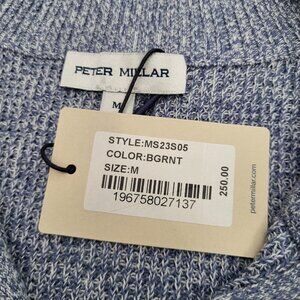 PETER MILLAR
M
STYLE:MS23S05
COLOR:BGRNT
SIZE:M
196758027137
250.00
petermillar.com